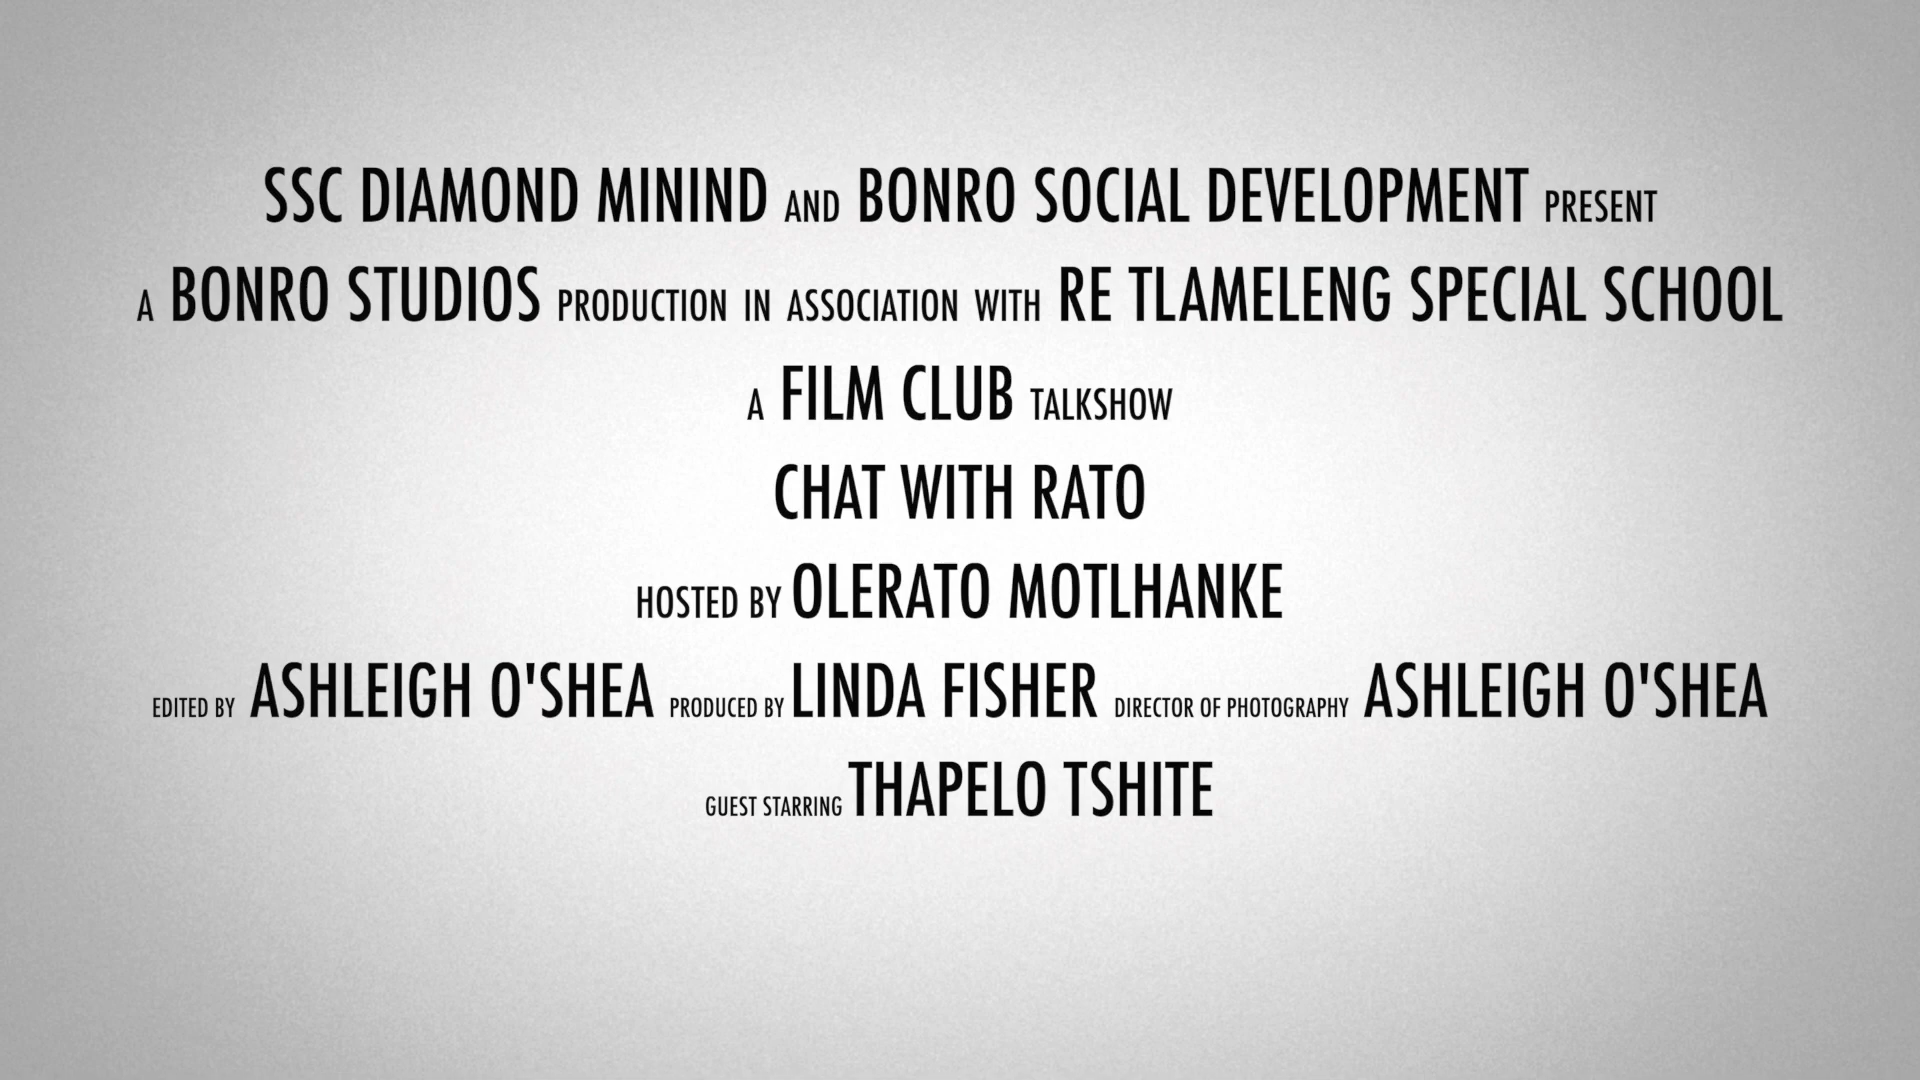 SSC DIAMOND MININD AND BONRO SOCIAL DEVELOPMENT PRESENT
A BONRO STUDIOS PRODUCTION IN ASSOCIATION WITH RE TLAMELENG SPECIAL SCHOOL
A FILM CLUB TALKSHOW
CHAT WITH RATO
HOSTED BY OLERATO MOTLHANKE
EDITED BY ASHLEIGH O'SHEA PRODUCED BY LINDA FISHER DIRECTOR OF PHOTOGRAPHY ASHLEIGH O'SHEA
GUEST STARRING THAPELO TSHITE